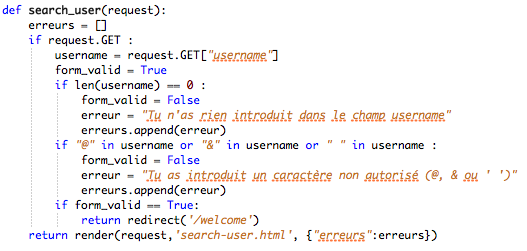 def search_user(request):
    erreurs = []
    if request.GET :
        username = request.GET["username"]
        form_valid = True
        if len(username) == 0 :
            form_valid = False
            erreur = "Tu n'as rien introduit dans le champ username"
            erreurs.append(erreur)
        if "@" in username or "&" in username or " " in username :
            form_valid = False
            erreur = "Tu as introduit un caractère non autorisé (@, & ou ' ')"
            erreurs.append(erreur)
        if form_valid == True:
            return redirect('/welcome')
    return render(request,'search-user.html', {"erreurs":erreurs})